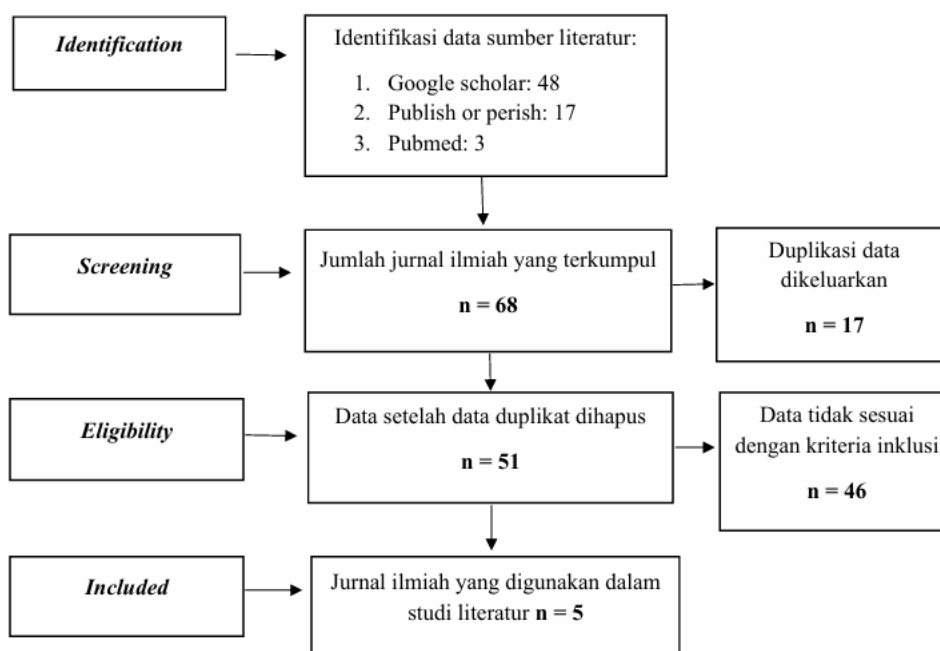 Identification
Identifikasi data sumber literatur:
1. Google scholar: 48
2. Publish or perish: 17
3. Pubmed: 3
Screening
Jumlah jurnal ilmiah yang terkumpul
n = 68
Duplikasi data
dikeluarkan
n = 17
Eligibility
Data setelah data duplikat dihapus
n = 51
Data tidak sesuai
dengan kriteria inklusi
n = 46
Included
Jurnal ilmiah yang digunakan dalam
studi literatur n = 5